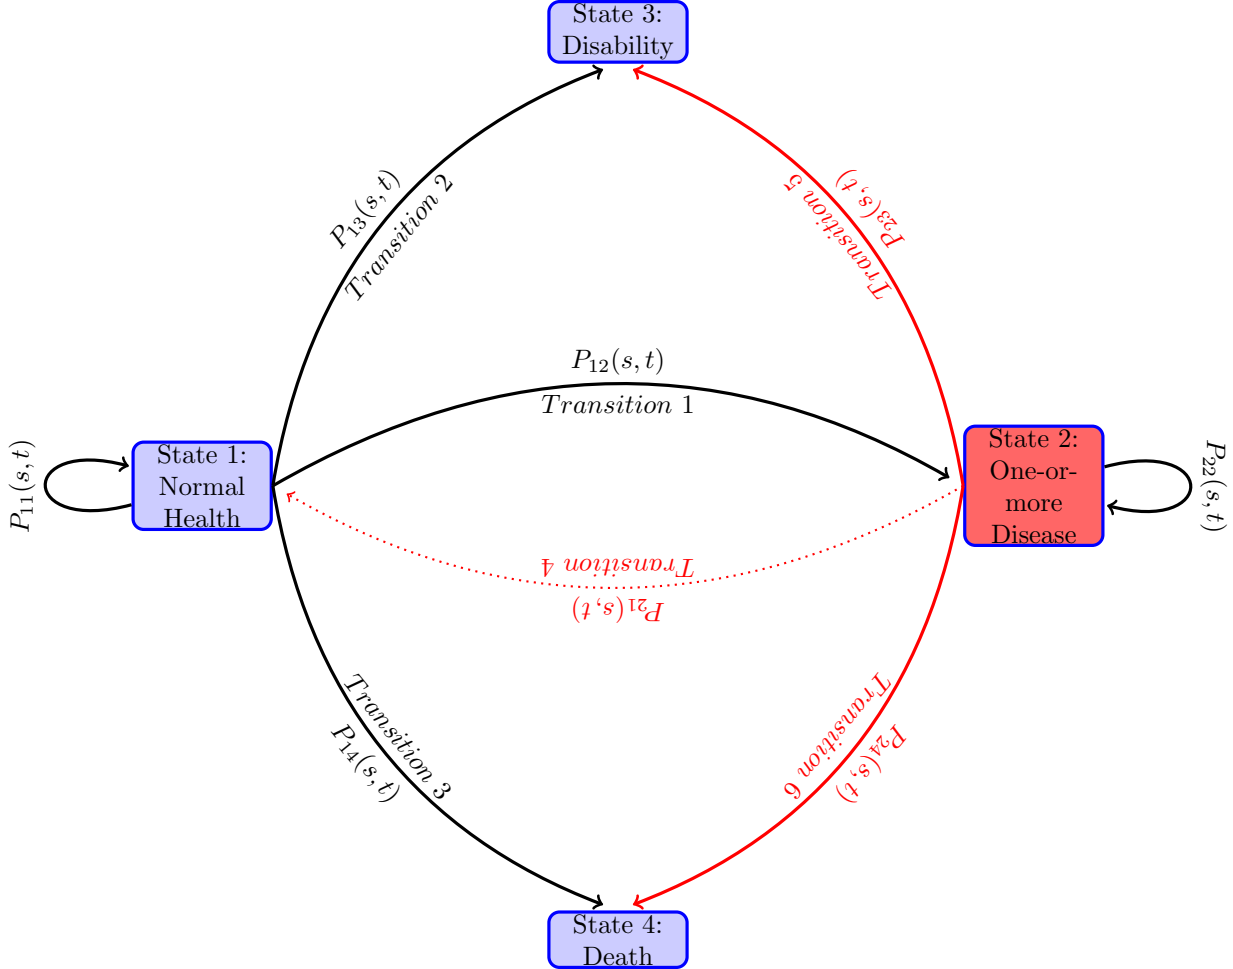 State 3:
Disability
P₁₃(s, t)
Transition 2
P₂₃(s, t)
Transition 5
P₁₂(s, t)
Transition 1
P₁₁(s, t)
State 1:
Normal
Health
State 2:
One-or-
more
Disease
P₂₂(s, t)
Transition 4
P₂₁(s, t)
Transition 3
P₁₄(s, t)
Transition 6
P₂₄(s, t)
State 4:
Death